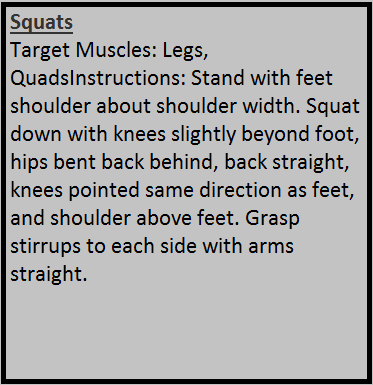 Squats
Target Muscles: Legs,
QuadsInstructions: Stand with feet
shoulder about shoulder width. Squat
down with knees slightly beyond foot,
hips bent back behind, back straight,
knees pointed same direction as feet,
and shoulder above feet. Grasp
stirrups to each side with arms
straight.